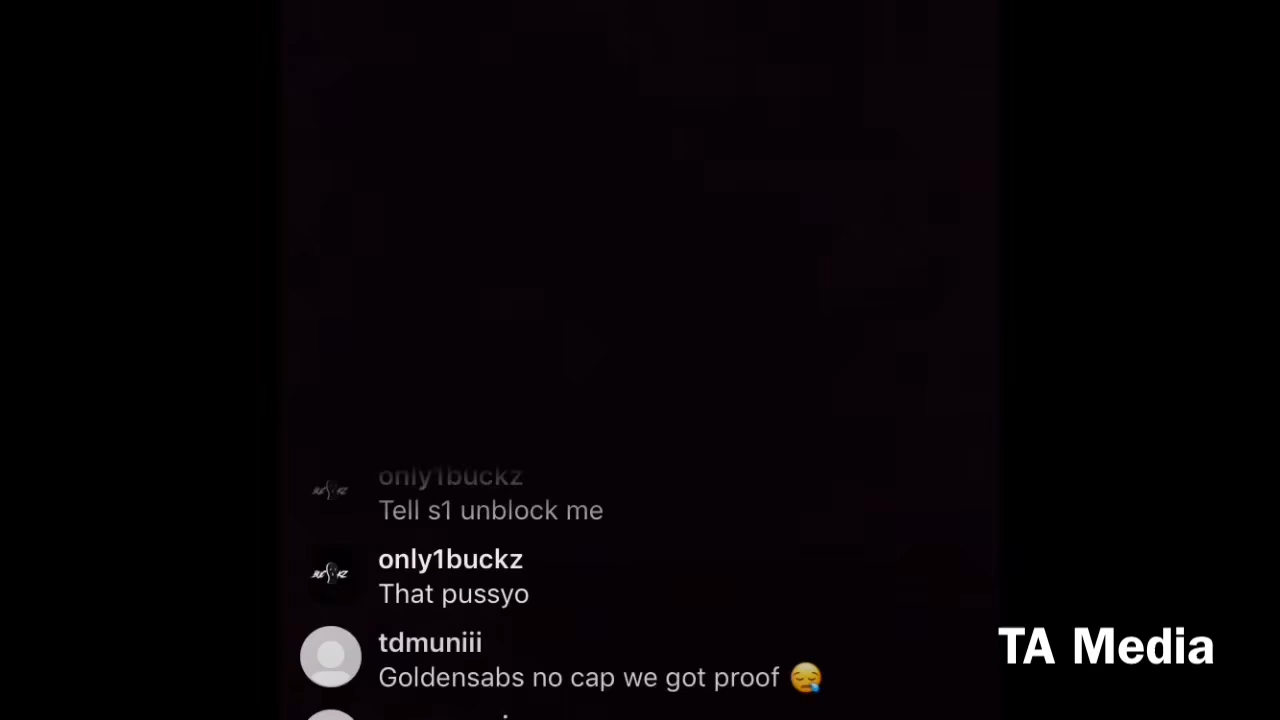 only1buckz
Tell s1 unblock me
only1buckz
That pussyo
tdmuniii
Goldensabs no cap we got proof 😪
TA Media